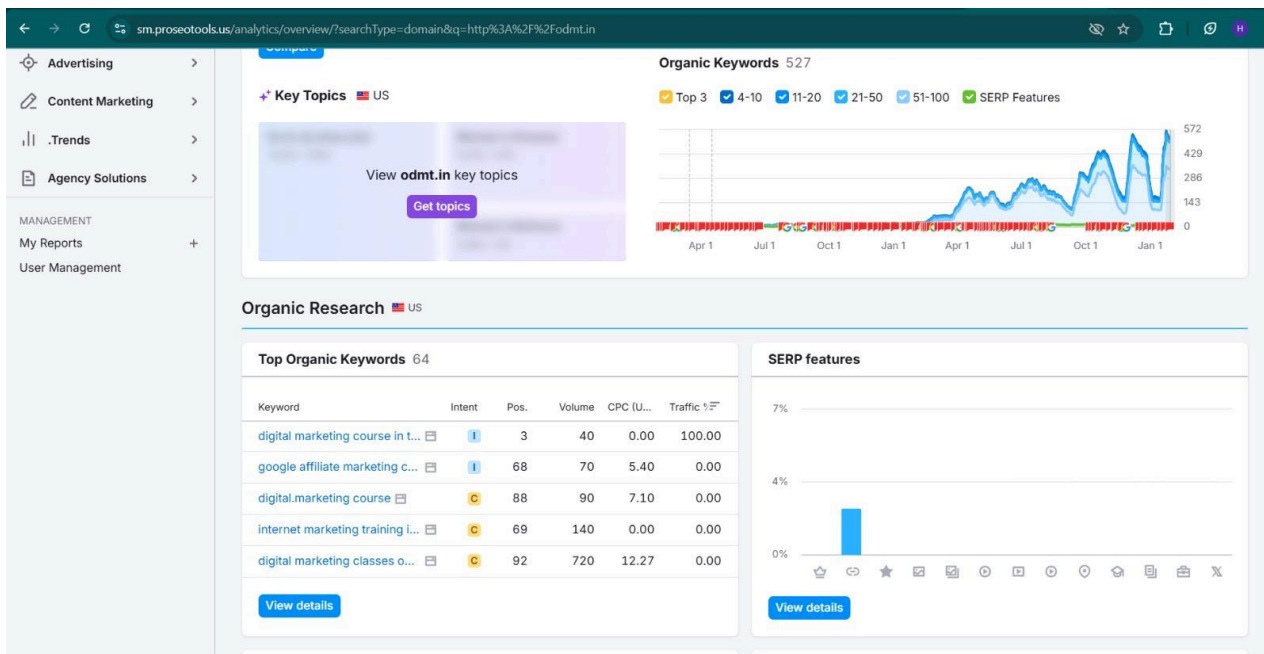 sm.proseotools.us/analytics/overview/?searchType=domain&q=http%3A%2F%2Fodmt.in
H
Advertising
Content Marketing
.Trends
Agency Solutions
MANAGEMENT
My Reports +
User Management
Compare
Key Topics US
View odmt.in key topics
Get topics
Organic Keywords 527
Top 3 4-10 11-20 21-50 51-100 SERP Features
572
429
286
143
0
Apr 1 Jul 1 Oct 1 Jan 1 Apr 1 Jul 1 Oct 1 Jan 1
Organic Research US
Top Organic Keywords 64
Keyword Intent Pos. Volume CPC (U... Traffic %
digital marketing course in t... I 3 40 0.00 100.00
google affiliate marketing c... I 68 70 5.40 0.00
digital.marketing course C 88 90 7.10 0.00
internet marketing training i... C 69 140 0.00 0.00
digital marketing classes o... C 92 720 12.27 0.00
View details
SERP features
7%
4%
0%
View details